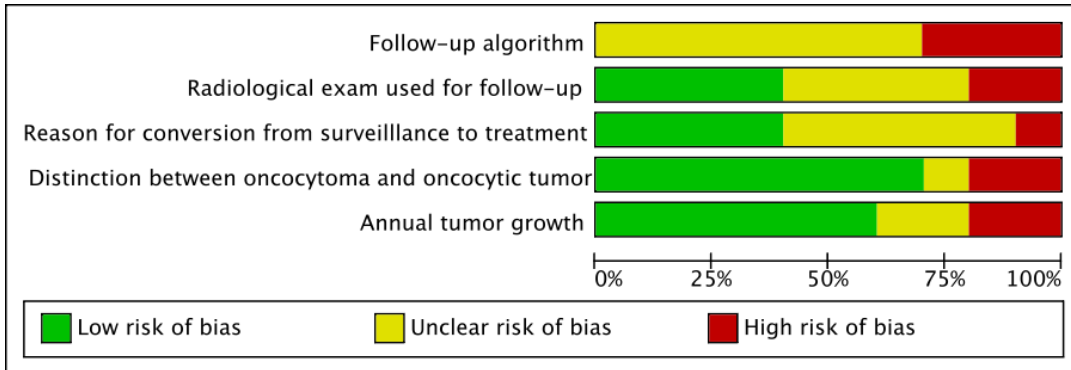 Follow-up algorithm
Radiological exam used for follow-up
Reason for conversion from surveilllance to treatment
Distinction between oncocytoma and oncocytic tumor
Annual tumor growth
0% 25% 50% 75% 100%
Low risk of bias Unclear risk of bias High risk of bias